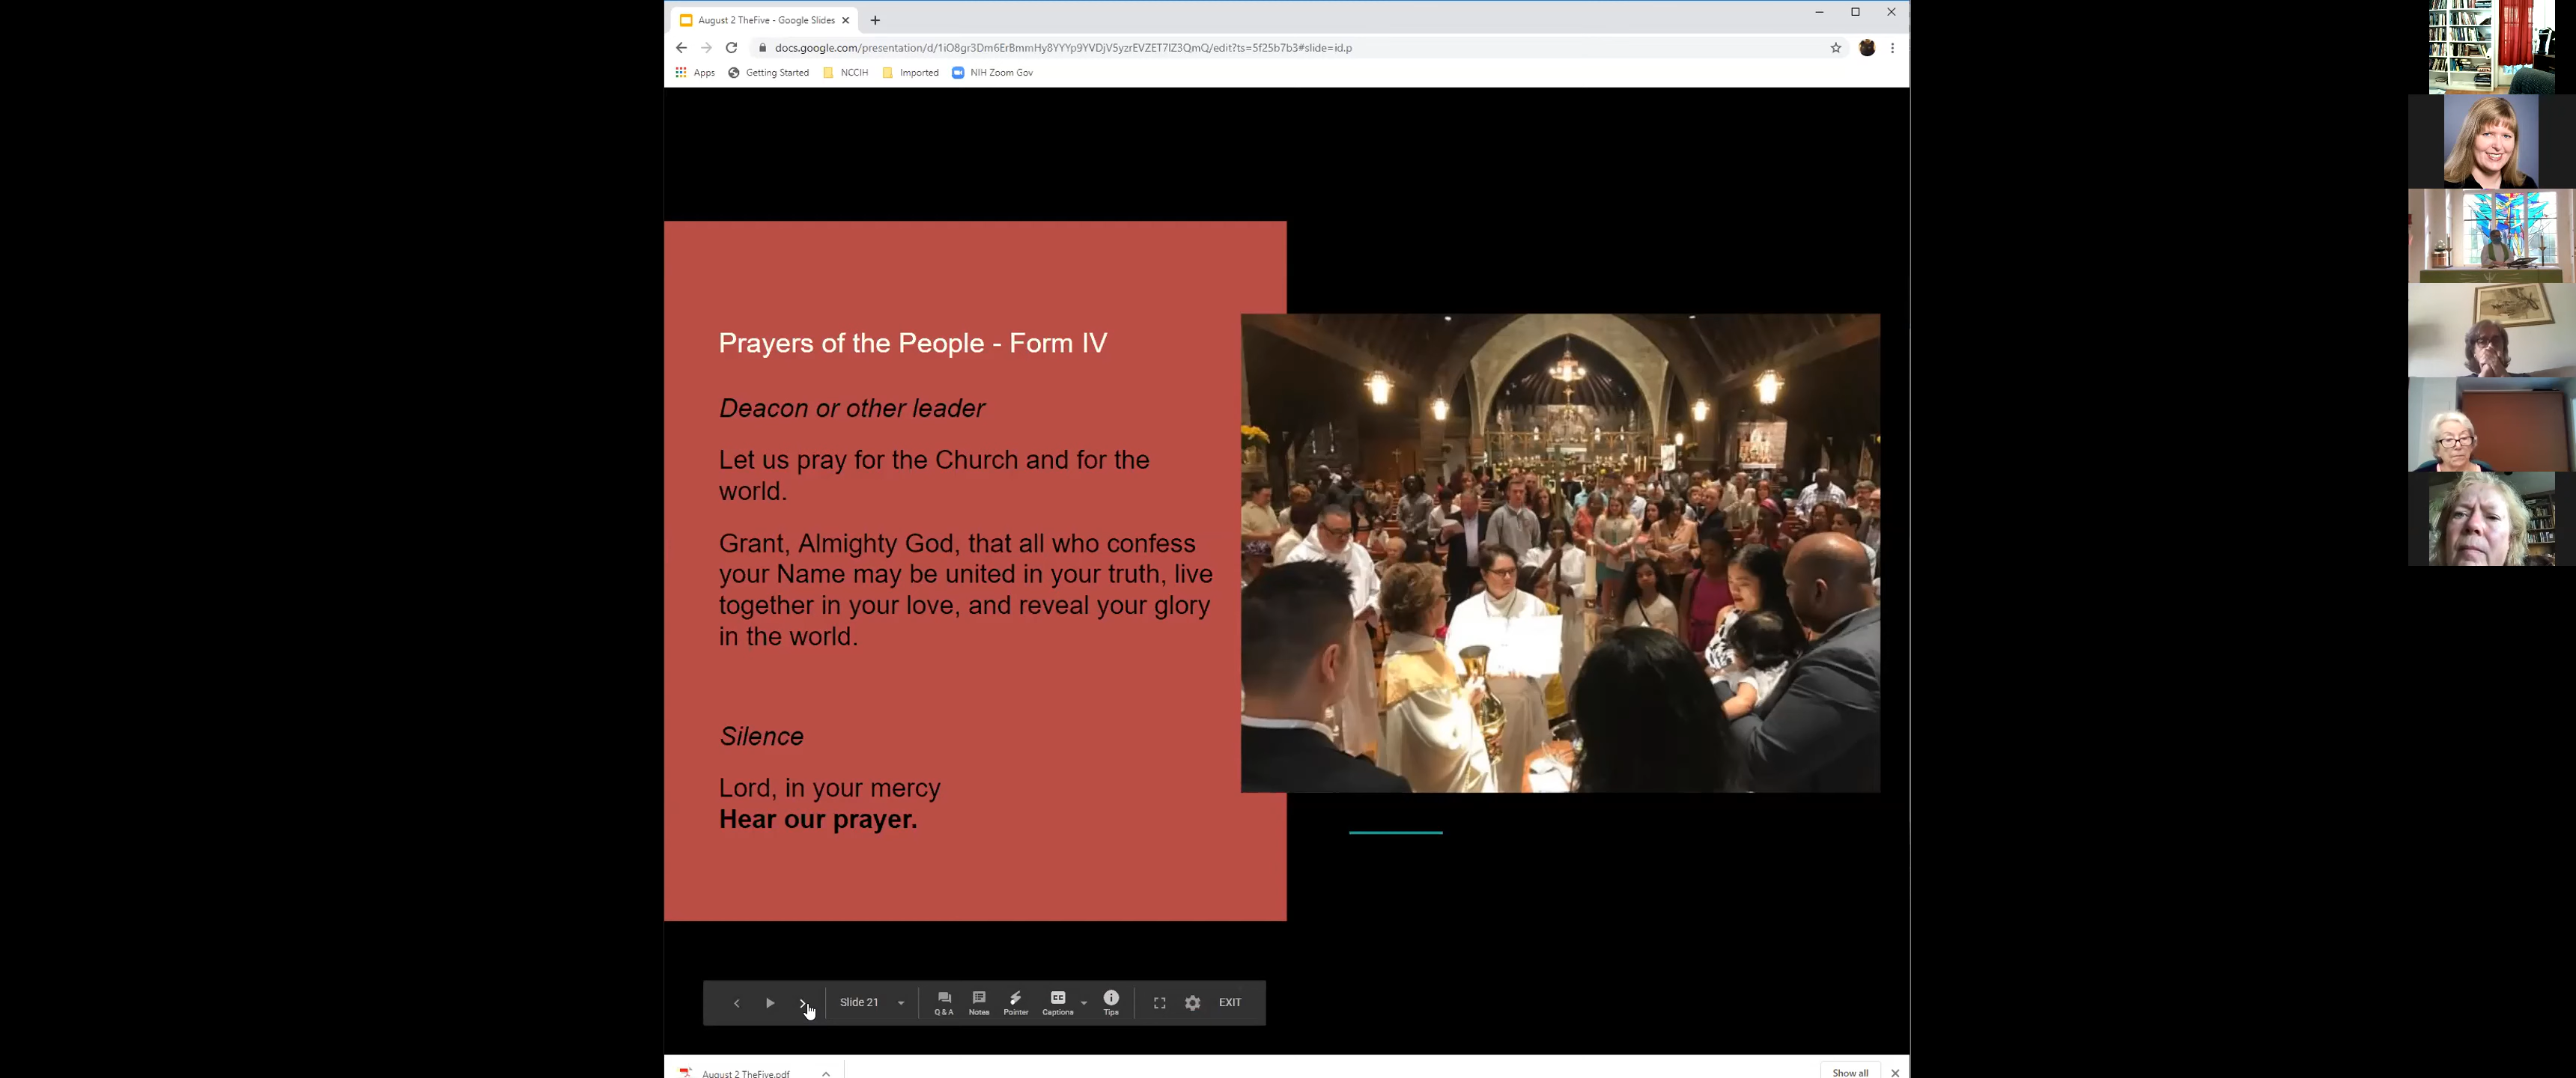 August 2 TheFive - Google Slides
docs.google.com/presentation/d/1iO8gr3Dm6ErBmmHy8YYYp9YVDjV5yzrEVZET7IZ3QmQ/edit?ts=5f25b7b3#slide=id.p
Apps Getting Started NCCIH Imported NIH Zoom Gov
Prayers of the People - Form IV
Deacon or other leader
Let us pray for the Church and for the
world.
Grant, Almighty God, that all who confess
your Name may be united in your truth, live
together in your love, and reveal your glory
in the world.
Silence
Lord, in your mercy
Hear our prayer.
Slide 21 Q & A Notes Pointer CC Captions Tips EXIT
August 2 TheFive.pdf Show all